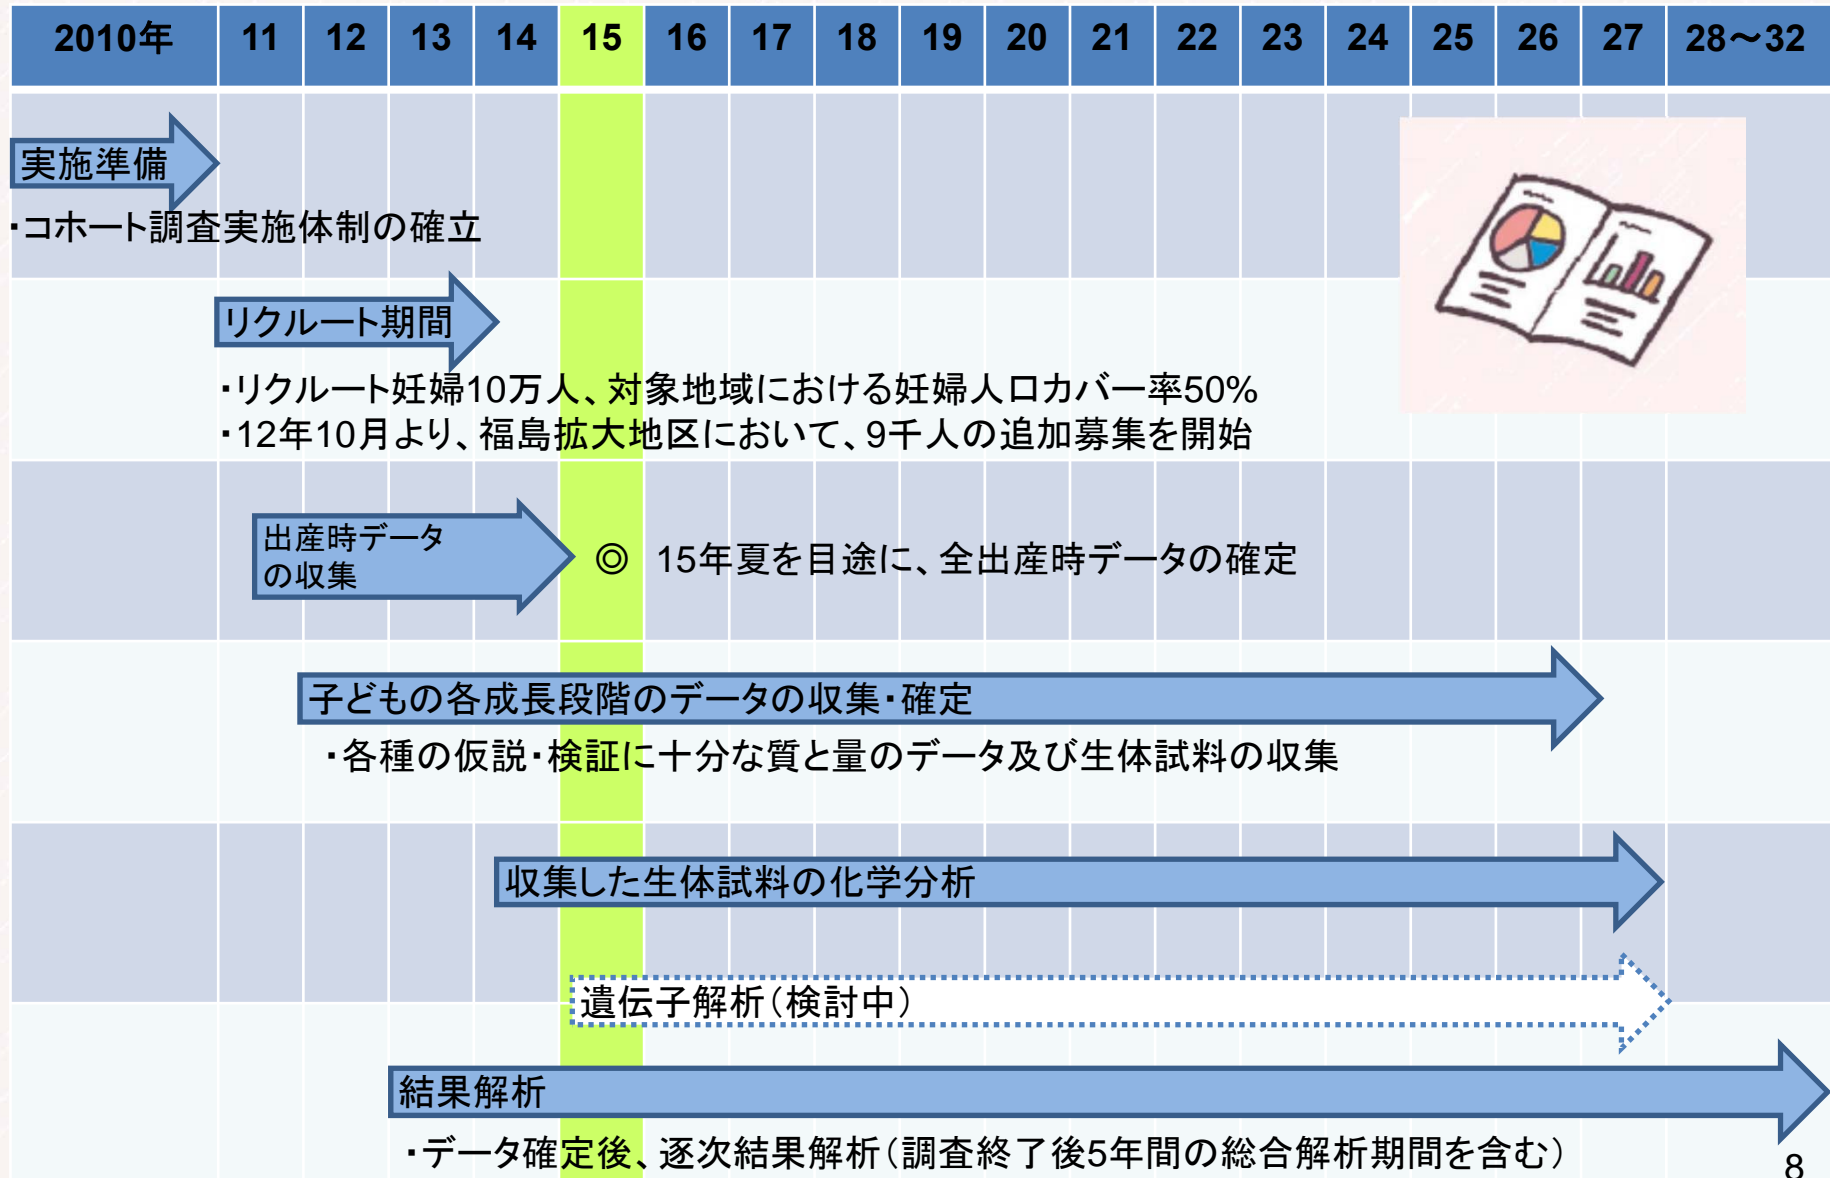 2010年 11 12 13 14 15 16 17 18 19 20 21 22 23 24 25 26 27 28～32
実施準備
・コホート調査実施体制の確立
リクルート期間
・リクルート妊婦10万人、対象地域における妊婦人口カバー率50%
・12年10月より、福島拡大地区において、9千人の追加募集を開始
出産時データ
の収集
◎ 15年夏を目途に、全出産時データの確定
子どもの各成長段階のデータの収集・確定
・各種の仮説・検証に十分な質と量のデータ及び生体試料の収集
収集した生体試料の化学分析
遺伝子解析（検討中）
結果解析
・データ確定後、逐次結果解析（調査終了後5年間の総合解析期間を含む）
8